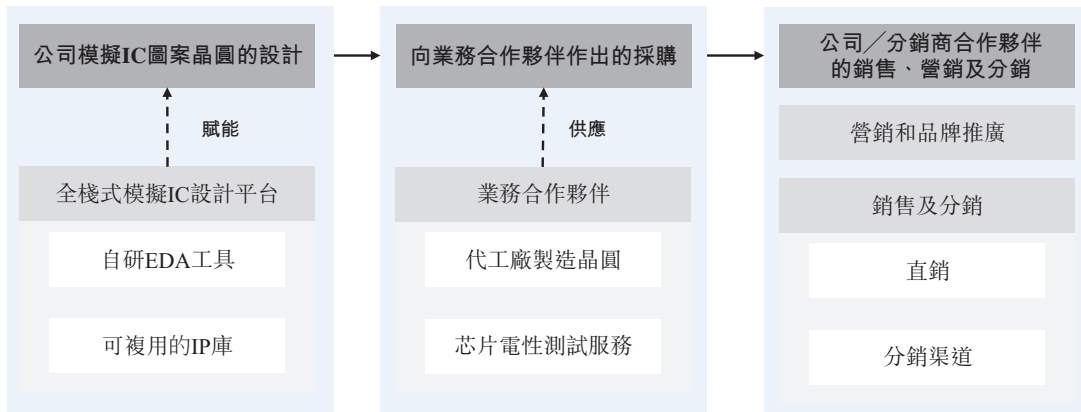 公司模擬IC圖案晶圓的設計
賦能
全棧式模擬IC設計平台
自研EDA工具
可複用的IP庫
向業務合作夥伴作出的採購
供應
業務合作夥伴
代工廠製造晶圓
芯片電性測試服務
公司／分銷商合作夥伴
的銷售、營銷及分銷
營銷和品牌推廣
銷售及分銷
直銷
分銷渠道